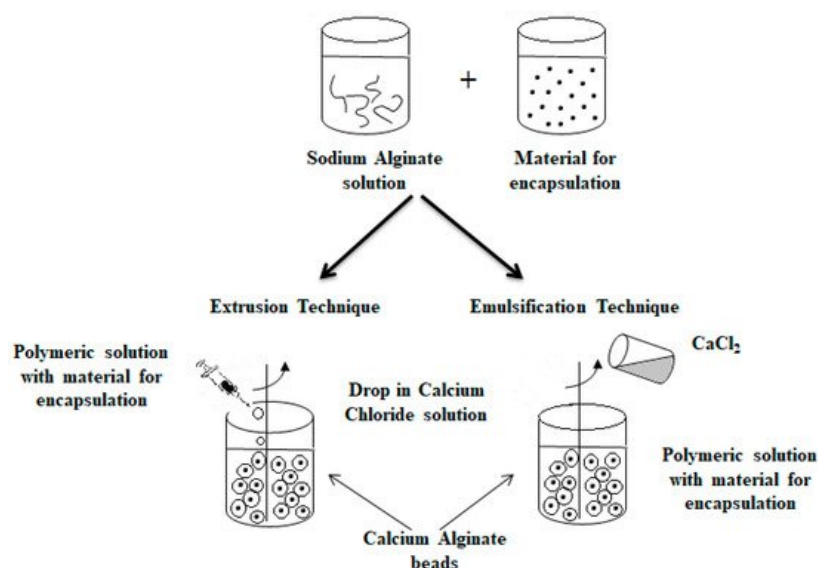 +
Sodium Alginate
solution
Material for
encapsulation
Extrusion Technique
Emulsification Technique
Polymeric solution
with material for
encapsulation
CaCl₂
Drop in Calcium
Chloride solution
Polymeric solution
with material for
encapsulation
Calcium Alginate
beads